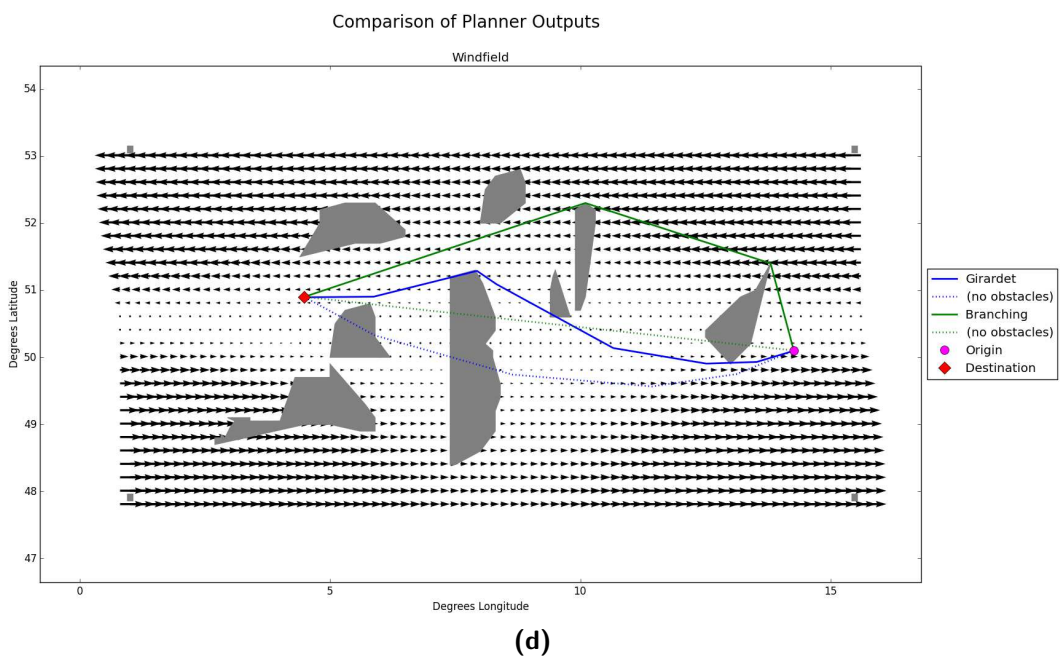 Comparison of Planner Outputs
Windfield
54
53
52
51
50
49
48
47
Degrees Latitude
0 5 10 15
Degrees Longitude
Girardet
(no obstacles)
Branching
(no obstacles)
Origin
Destination
(d)